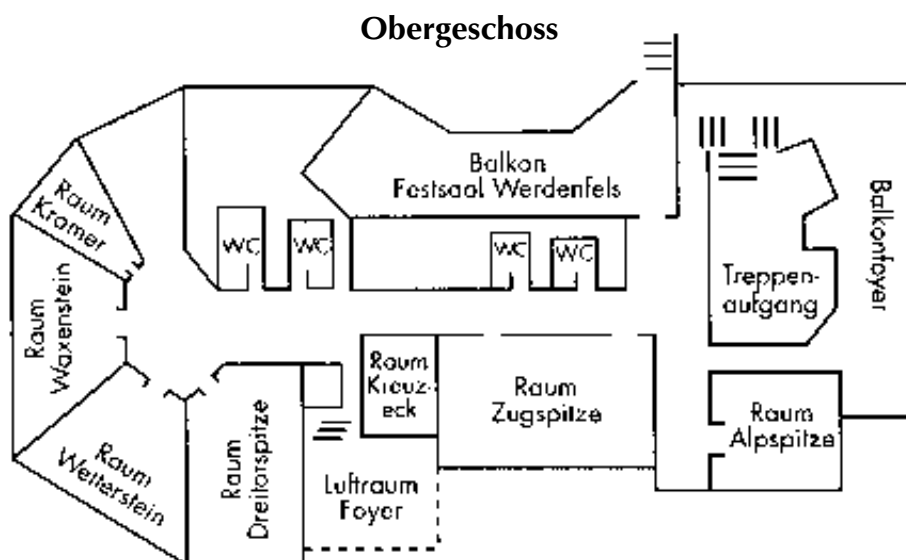 Obergeschoss
Balkon
Festsaal Werdenfels
Balkonfoyer
Raum
Kramer
WC
WC
WC
WC
Treppen-
aufgang
Raum
Waxenstein
Raum
Kreuz-
eck
Raum
Zugspitze
Raum
Alpspitze
Raum
Wetterstein
Raum
Dreitorspitze
Luftraum
Foyer